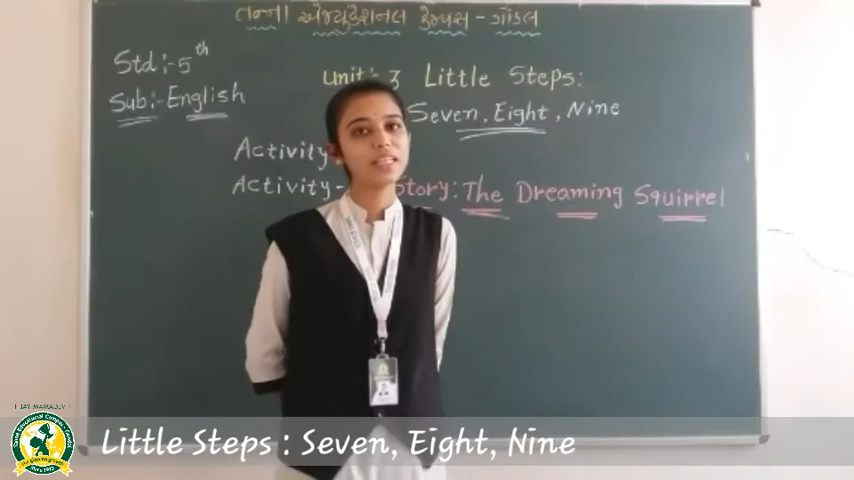 તન્ના એજ્યુકેશનલ કેમ્પસ - ગોંડલ
Std :- 5th
Sub :- English
Unit : 3 Little Steps :
Seven, Eight, Nine
Activity
Activity - Story : The Dreaming Squirrel
Little Steps : Seven, Eight, Nine